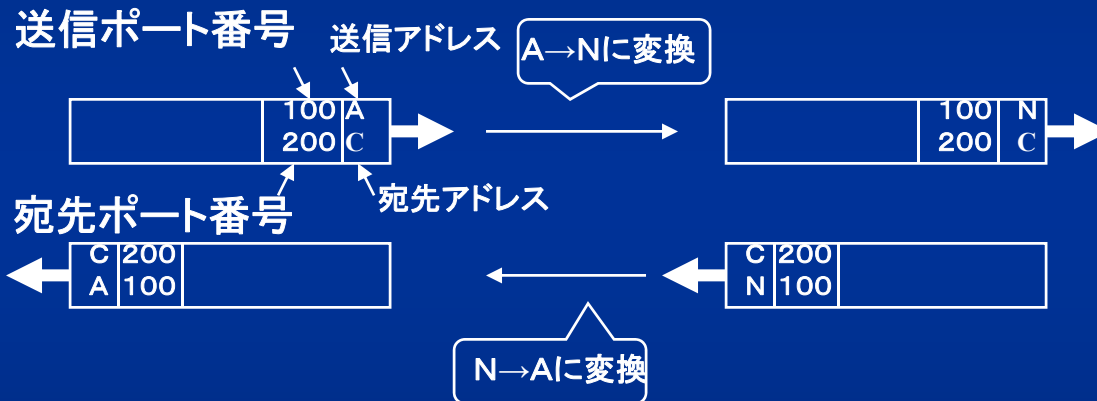 送信ポート番号
送信アドレス
A→Nに変換
100 A
200 C
100 N
200 C
宛先ポート番号
宛先アドレス
C 200
A 100
C 200
N 100
N→Aに変換